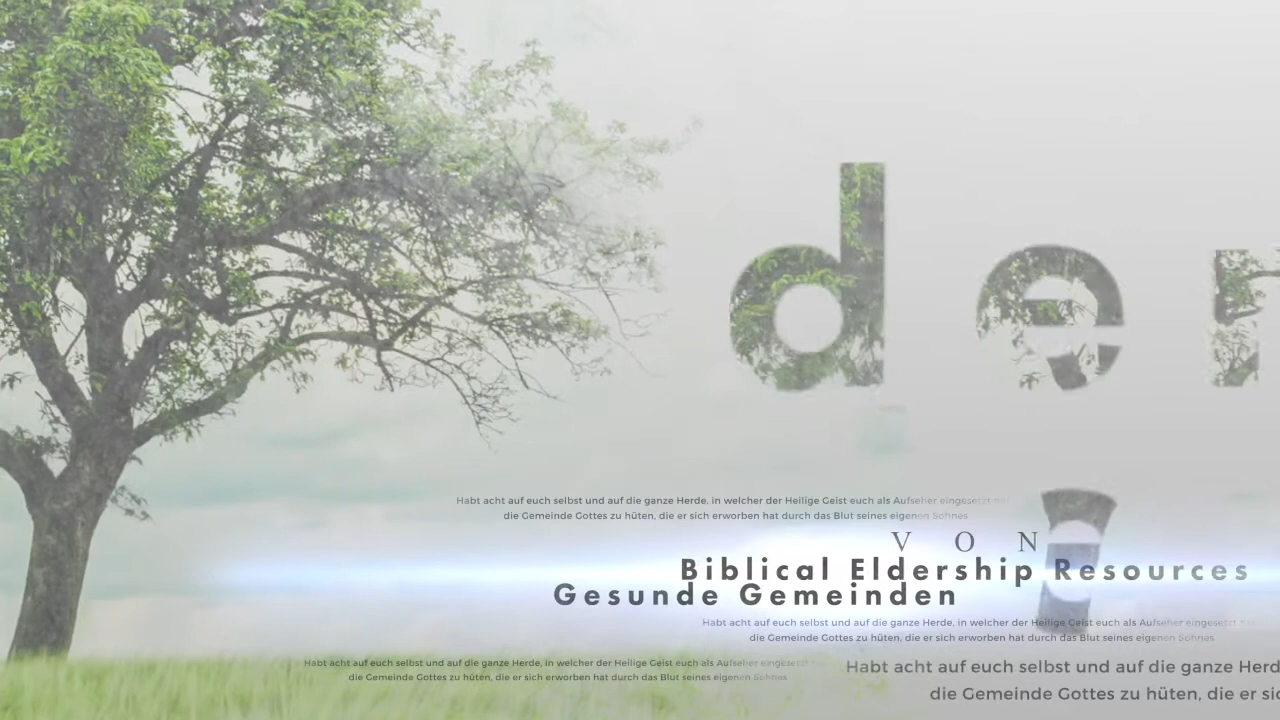 den
Habt acht auf euch selbst und auf die ganze Herde, in welcher der Heilige Geist euch als Aufseher eingesetzt
die Gemeinde Gottes zu hüten, die er sich erworben hat durch das Blut seines eigenen Sohnes
VON
Biblical Eldership Resources
Gesunde Gemeinden
Habt acht auf euch selbst und auf die ganze Herde, in welcher der Heilige Geist euch als Aufseher eingesetzt
die Gemeinde Gottes zu hüten, die er sich erworben hat durch das Blut seines eigenen Sohnes
Habt acht auf euch selbst und auf die ganze Herde, in welcher der Heilige Geist euch als Aufseher eingesetzt
die Gemeinde Gottes zu hüten, die er sich erworben hat durch das Blut seines eigenen Sohnes
Habt acht auf euch selbst und auf die ganze Herd
die Gemeinde Gottes zu hüten, die er sic